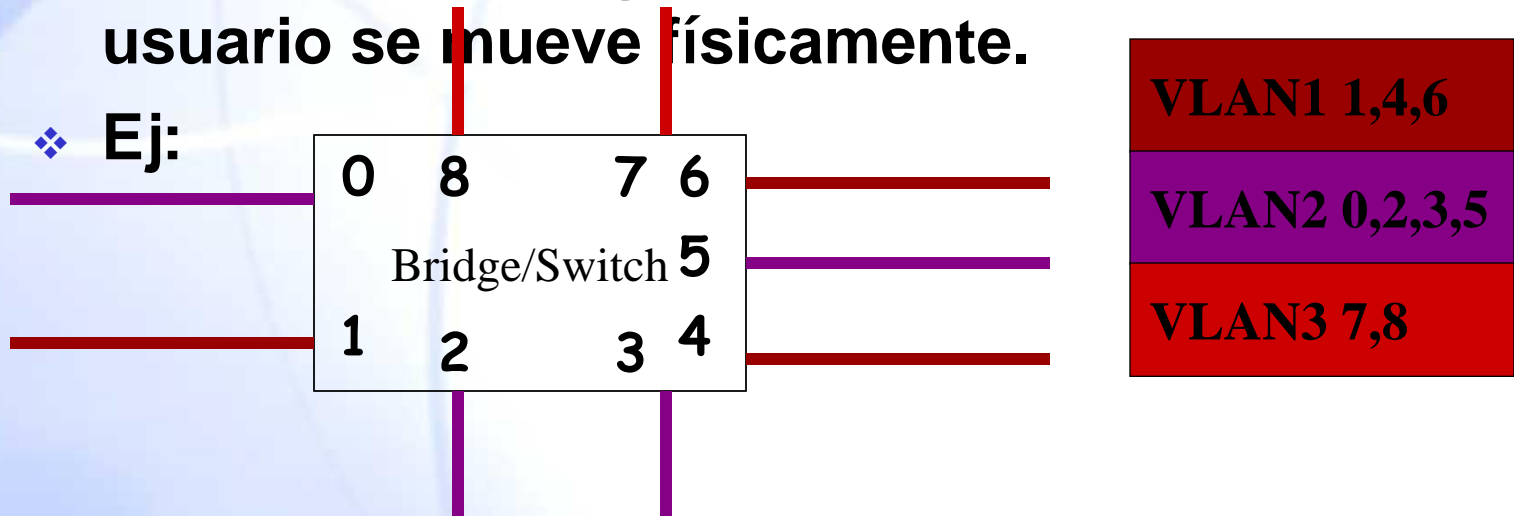 usuario se mueve físicamente.
❖ Ej:
0 8 7 6
Bridge/Switch 5
1 2 3 4
VLAN1 1,4,6
VLAN2 0,2,3,5
VLAN3 7,8